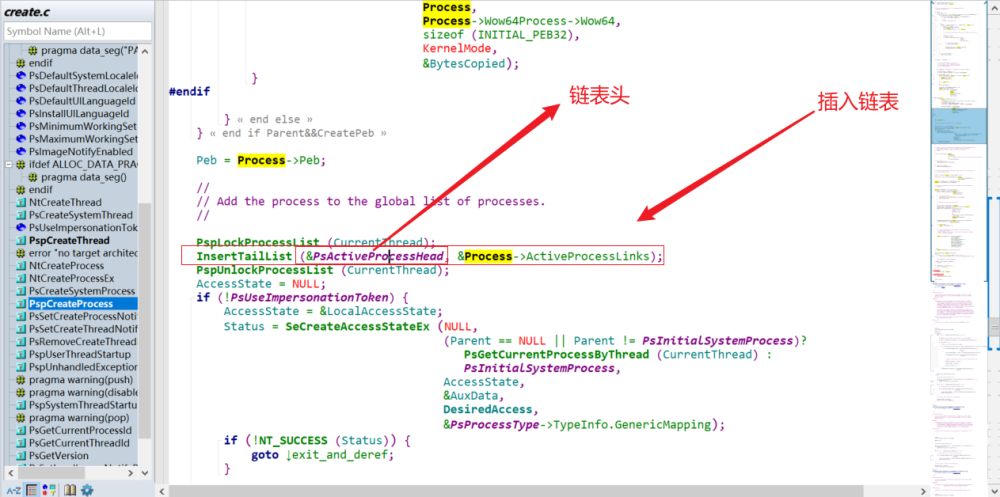 create.c
Symbol Name (Alt+L)
pragma data_seg("PA
endif
PsDefaultSystemLocaleId
PsDefaultThreadLocaleId
PsDefaultUILanguageId
PsInstallUILanguageId
PsMinimumWorkingSet
PsMaximumWorkingSet
PsImageNotifyEnabled
ifdef ALLOC_DATA_PRA
pragma data_seg()
endif
NtCreateThread
PsCreateSystemThread
PsUseImpersonationTok
PspCreateThread
error "no target archite
NtCreateProcess
NtCreateProcessEx
PsCreateSystemProcess
PspCreateProcess
PsSetCreateProcessNoti
PsSetCreateThreadNotif
PsRemoveCreateThread
PspUserThreadStartup
PspUnhandledException
pragma warning(push)
pragma warning(disable
PspSystemThreadStartu
pragma warning(pop)
PsGetCurrentProcessId
PsGetCurrentThreadId
PsGetVersion
A-Z
Process,
Process->Wow64Process->Wow64,
sizeof (INITIAL_PEB32),
KernelMode,
&BytesCopied);
}
#endif
} « end else »
} « end if Parent&&CreatePeb »
Peb = Process->Peb;
//
// Add the process to the global list of processes.
//
PspLockProcessList (CurrentThread);
InsertTailList (&PsActiveProcessHead, &Process->ActiveProcessLinks);
PspUnlockProcessList (CurrentThread);
AccessState = NULL;
if (!PsUseImpersonationToken) {
AccessState = &LocalAccessState;
Status = SeCreateAccessStateEx (NULL,
(Parent == NULL || Parent != PsInitialSystemProcess)?
PsGetCurrentProcessByThread (CurrentThread) :
PsInitialSystemProcess,
AccessState,
&AuxData,
DesiredAccess,
&PsProcessType->TypeInfo.GenericMapping);
if (!NT_SUCCESS (Status)) {
goto ↓exit_and_deref;
}
链表头
插入链表